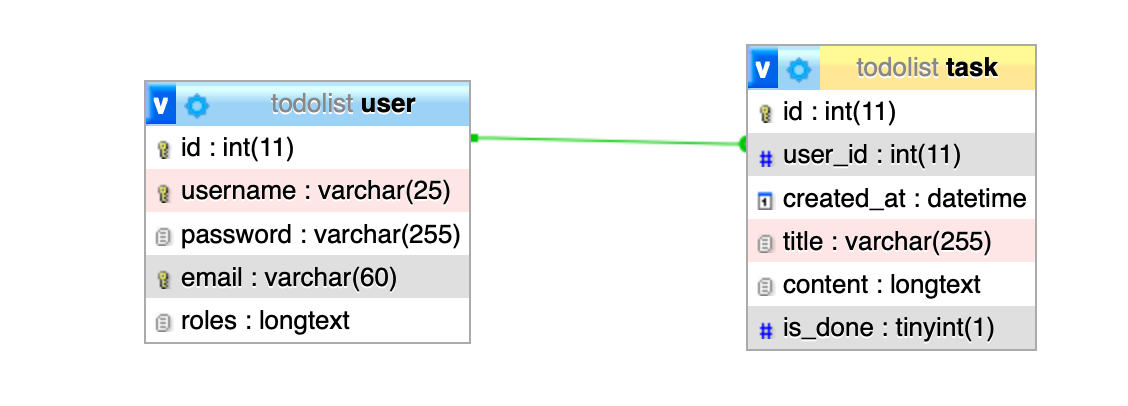 v todolist user
id : int(11)
username : varchar(25)
password : varchar(255)
email : varchar(60)
roles : longtext
v todolist task
id : int(11)
# user_id : int(11)
1 created_at : datetime
title : varchar(255)
content : longtext
# is_done : tinyint(1)